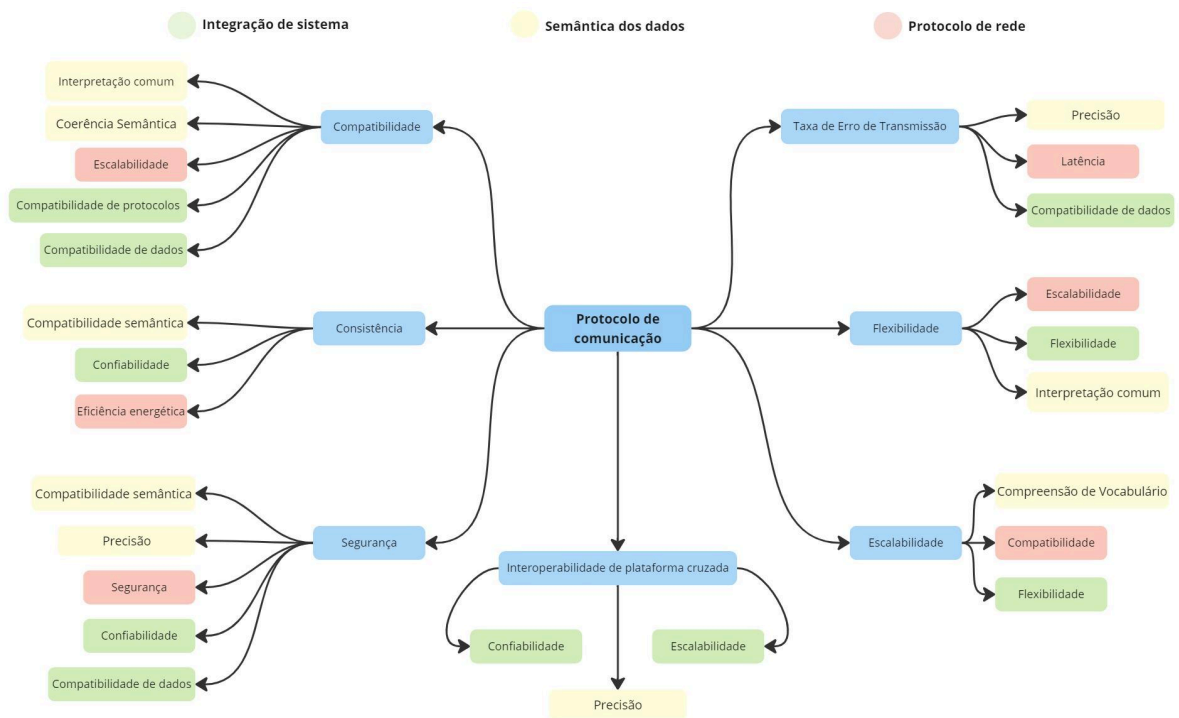 Integração de sistema
Semântica dos dados
Protocolo de rede
Interpretação comum
Coerência Semântica
Escalabilidade
Compatibilidade de protocolos
Compatibilidade de dados
Compatibilidade
Compatibilidade semântica
Confiabilidade
Eficiência energética
Consistência
Compatibilidade semântica
Precisão
Segurança
Confiabilidade
Compatibilidade de dados
Segurança
Protocolo de
comunicação
Interoperabilidade de plataforma cruzada
Confiabilidade
Escalabilidade
Precisão
Taxa de Erro de Transmissão
Precisão
Latência
Compatibilidade de dados
Flexibilidade
Escalabilidade
Flexibilidade
Interpretação comum
Escalabilidade
Compreensão de Vocabulário
Compatibilidade
Flexibilidade